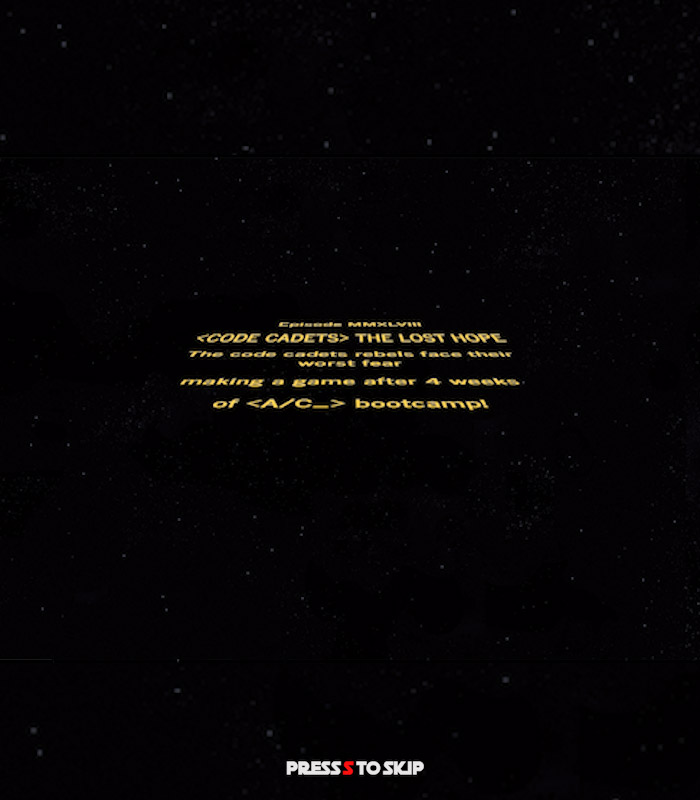 Episode MMXLVIII
<CODE CADETS> THE LOST HOPE
The code cadets rebels face their
worst fear
making a game after 4 weeks
of <A/C_> bootcamp!
PRESS S TO SKIP